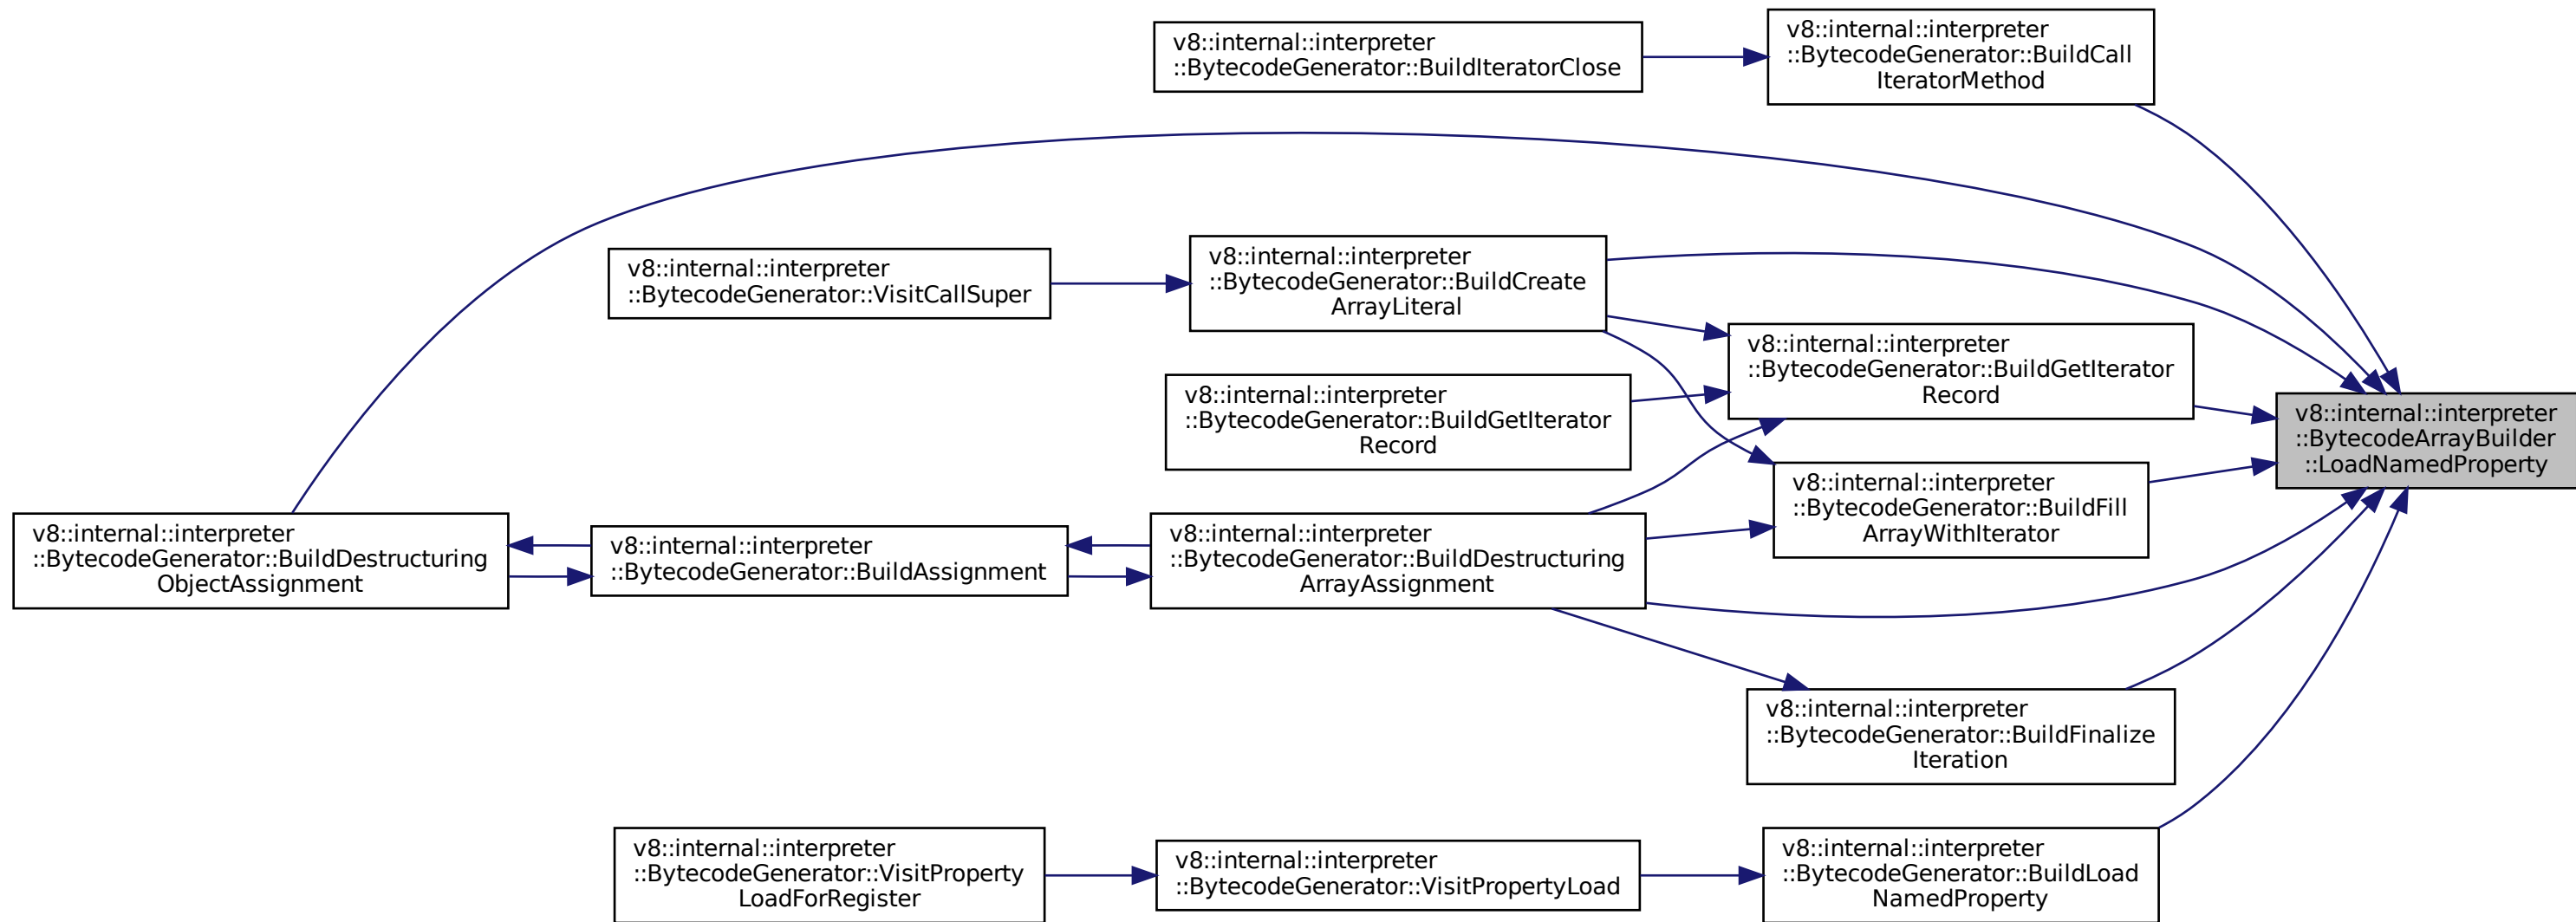 v8::internal::interpreter
::BytecodeGenerator::BuildIteratorClose
v8::internal::interpreter
::BytecodeGenerator::BuildCall
IteratorMethod
v8::internal::interpreter
::BytecodeGenerator::VisitCallSuper
v8::internal::interpreter
::BytecodeGenerator::BuildCreate
ArrayLiteral
v8::internal::interpreter
::BytecodeGenerator::BuildGetIterator
Record
v8::internal::interpreter
::BytecodeGenerator::BuildGetIterator
Record
v8::internal::interpreter
::BytecodeArrayBuilder
::LoadNamedProperty
v8::internal::interpreter
::BytecodeGenerator::BuildFill
ArrayWithIterator
v8::internal::interpreter
::BytecodeGenerator::BuildDestructuring
ObjectAssignment
v8::internal::interpreter
::BytecodeGenerator::BuildAssignment
v8::internal::interpreter
::BytecodeGenerator::BuildDestructuring
ArrayAssignment
v8::internal::interpreter
::BytecodeGenerator::BuildFinalize
Iteration
v8::internal::interpreter
::BytecodeGenerator::VisitProperty
LoadForRegister
v8::internal::interpreter
::BytecodeGenerator::VisitPropertyLoad
v8::internal::interpreter
::BytecodeGenerator::BuildLoad
NamedProperty